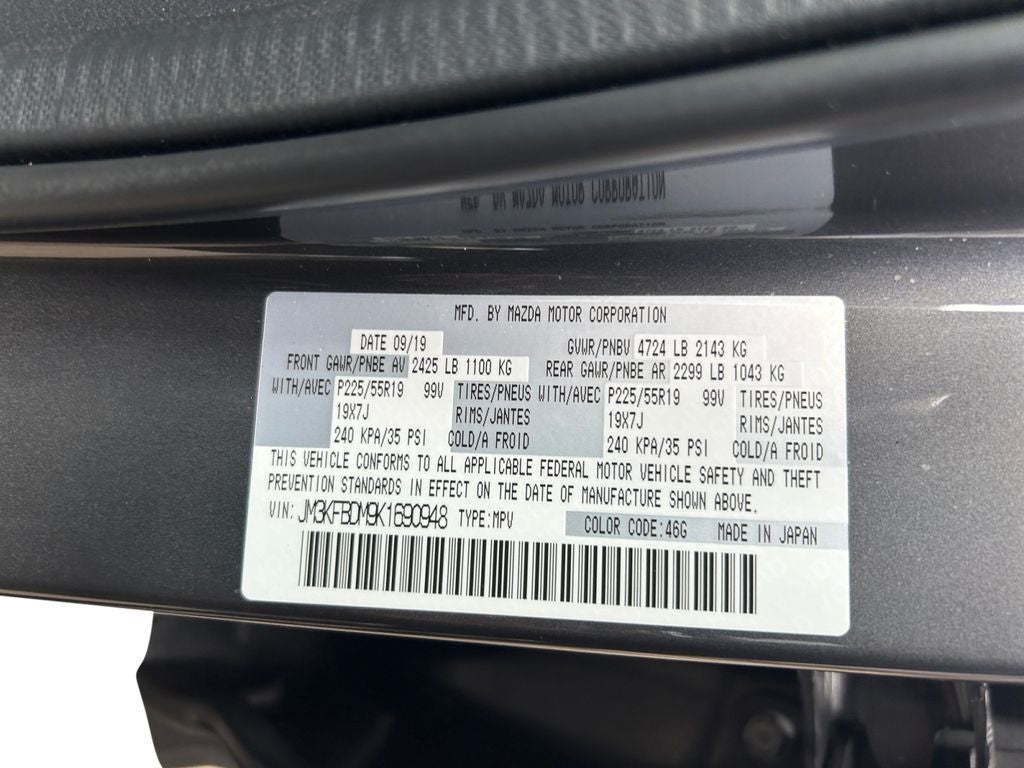 MFD. BY MAZDA MOTOR CORPORATION
DATE 09/19 GVWR/PNBV 4724 LB 2143 KG
FRONT GAWR/PNBE AV 2425 LB 1100 KG REAR GAWR/PNBE AR 2299 LB 1043 KG
WITH/AVEC P225/55R19 99V TIRES/PNEUS WITH/AVEC P225/55R19 99V TIRES/PNEUS
19X7J RIMS/JANTES 19X7J RIMS/JANTES
240 KPA/35 PSI COLD/A FROID 240 KPA/35 PSI COLD/A FROID
THIS VEHICLE CONFORMS TO ALL APPLICABLE FEDERAL MOTOR VEHICLE SAFETY AND THEFT
PREVENTION STANDARDS IN EFFECT ON THE DATE OF MANUFACTURE SHOWN ABOVE.
VIN: JM3KFBDM9K1690948 TYPE: MPV COLOR CODE: 46G MADE IN JAPAN